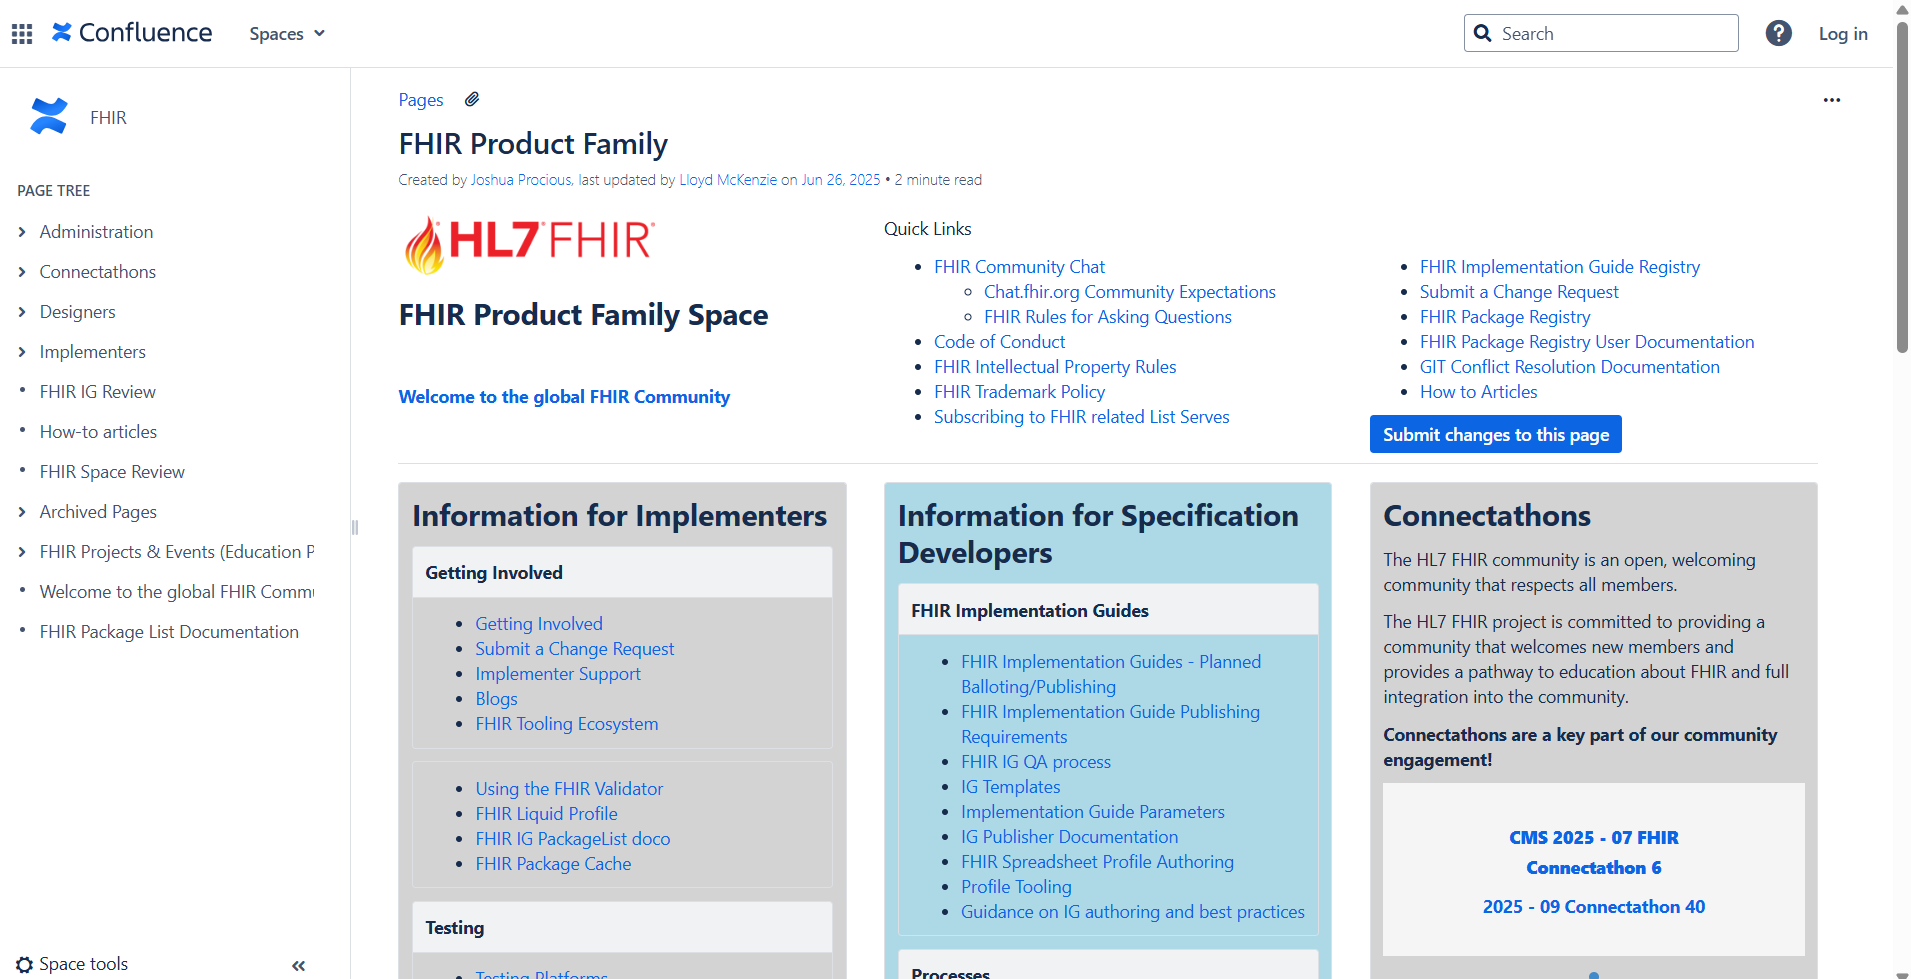 Confluence
Spaces
Search
Log in
FHIR
PAGE TREE
Administration
Connectathons
Designers
Implementers
FHIR IG Review
How-to articles
FHIR Space Review
Archived Pages
FHIR Projects & Events (Education P
Welcome to the global FHIR Commu
FHIR Package List Documentation
Space tools
Pages
FHIR Product Family
Created by Joshua Procious, last updated by Lloyd McKenzie on Jun 26, 2025 • 2 minute read
HL7 FHIR
FHIR Product Family Space
Welcome to the global FHIR Community
Quick Links
FHIR Community Chat
Chat.fhir.org Community Expectations
FHIR Rules for Asking Questions
Code of Conduct
FHIR Intellectual Property Rules
FHIR Trademark Policy
Subscribing to FHIR related List Serves
FHIR Implementation Guide Registry
Submit a Change Request
FHIR Package Registry
FHIR Package Registry User Documentation
GIT Conflict Resolution Documentation
How to Articles
Submit changes to this page
Information for Implementers
Getting Involved
Getting Involved
Submit a Change Request
Implementer Support
Blogs
FHIR Tooling Ecosystem
Using the FHIR Validator
FHIR Liquid Profile
FHIR IG PackageList doco
FHIR Package Cache
Testing
Testing Platforms
Information for Specification
Developers
FHIR Implementation Guides
FHIR Implementation Guides - Planned
Balloting/Publishing
FHIR Implementation Guide Publishing
Requirements
FHIR IG QA process
IG Templates
Implementation Guide Parameters
IG Publisher Documentation
FHIR Spreadsheet Profile Authoring
Profile Tooling
Guidance on IG authoring and best practices
Processes
Connectathons
The HL7 FHIR community is an open, welcoming
community that respects all members.
The HL7 FHIR project is committed to providing a
community that welcomes new members and
provides a pathway to education about FHIR and full
integration into the community.
Connectathons are a key part of our community
engagement!
CMS 2025 - 07 FHIR
Connectathon 6
2025 - 09 Connectathon 40